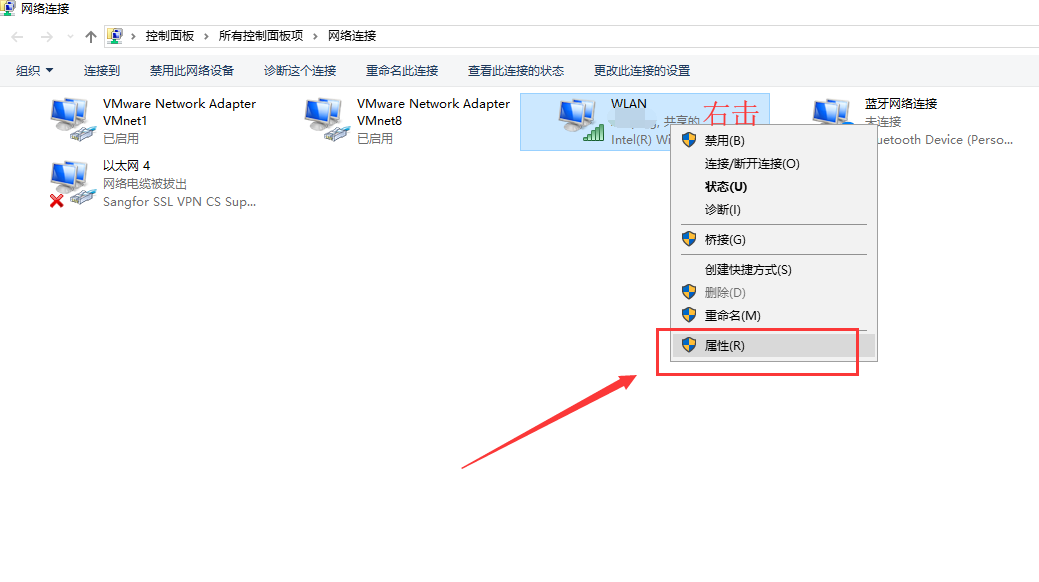 网络连接
控制面板 所有控制面板项 网络连接
组织 连接到 禁用此网络设备 诊断这个连接 重命名此连接 查看此连接的状态 更改此连接的设置
VMware Network Adapter
VMnet1
已启用
VMware Network Adapter
VMnet8
已启用
WLAN
共享的
Intel(R) Wi
右击
蓝牙网络连接
未连接
uetooth Device (Perso...
以太网 4
网络电缆被拔出
Sangfor SSL VPN CS Sup...
禁用(B)
连接/断开连接(O)
状态(U)
诊断(I)
桥接(G)
创建快捷方式(S)
删除(D)
重命名(M)
属性(R)